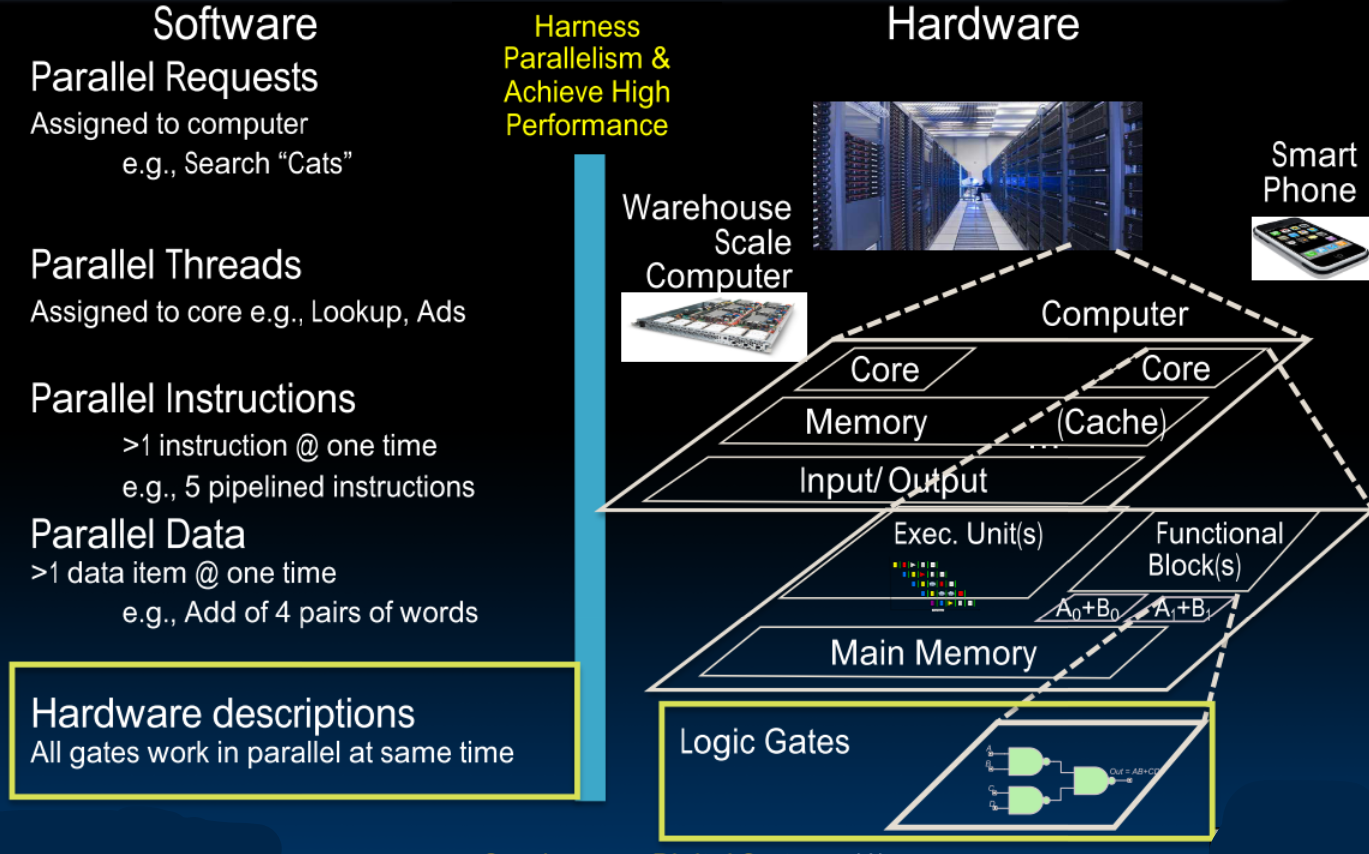 Software
Parallel Requests
Assigned to computer
e.g., Search “Cats”
Parallel Threads
Assigned to core e.g., Lookup, Ads
Parallel Instructions
>1 instruction @ one time
e.g., 5 pipelined instructions
Parallel Data
>1 data item @ one time
e.g., Add of 4 pairs of words
Hardware descriptions
All gates work in parallel at same time
Harness
Parallelism &
Achieve High
Performance
Hardware
Smart
Phone
Warehouse
Scale
Computer
Computer
Core
Core
Memory
(Cache)
...
Input/Output
Exec. Unit(s)
Functional
Block(s)
A₀+B₀
A₁+B₁
Main Memory
Logic Gates
A
B
C
D
Out = AB+CD